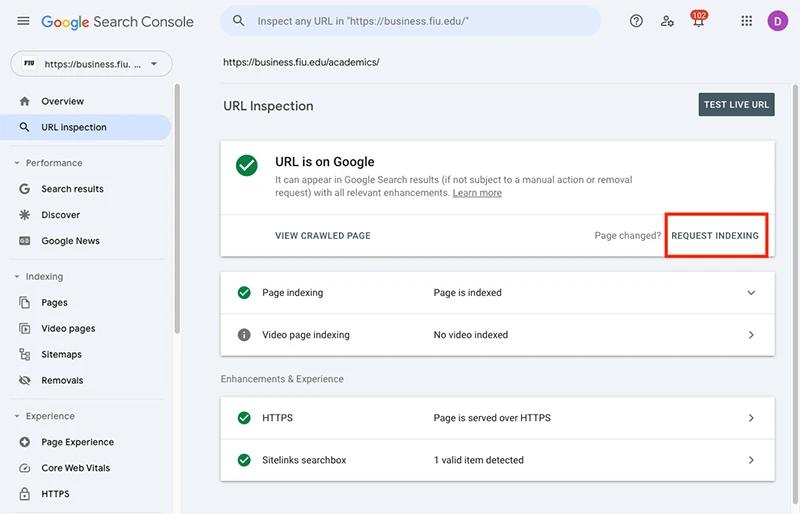 Google Search Console
Inspect any URL in "https://business.fiu.edu/"
102
D
FIU
https://business.fiu. ...
Overview
URL inspection
Performance
Search results
Discover
Google News
Indexing
Pages
Video pages
Sitemaps
Removals
Experience
Page Experience
Core Web Vitals
HTTPS
https://business.fiu.edu/academics/
URL Inspection
TEST LIVE URL
URL is on Google
It can appear in Google Search results (if not subject to a manual action or removal
request) with all relevant enhancements. Learn more
VIEW CRAWLED PAGE
Page changed? REQUEST INDEXING
Page indexing Page is indexed
Video page indexing No video indexed
Enhancements & Experience
HTTPS Page is served over HTTPS
Sitelinks searchbox 1 valid item detected